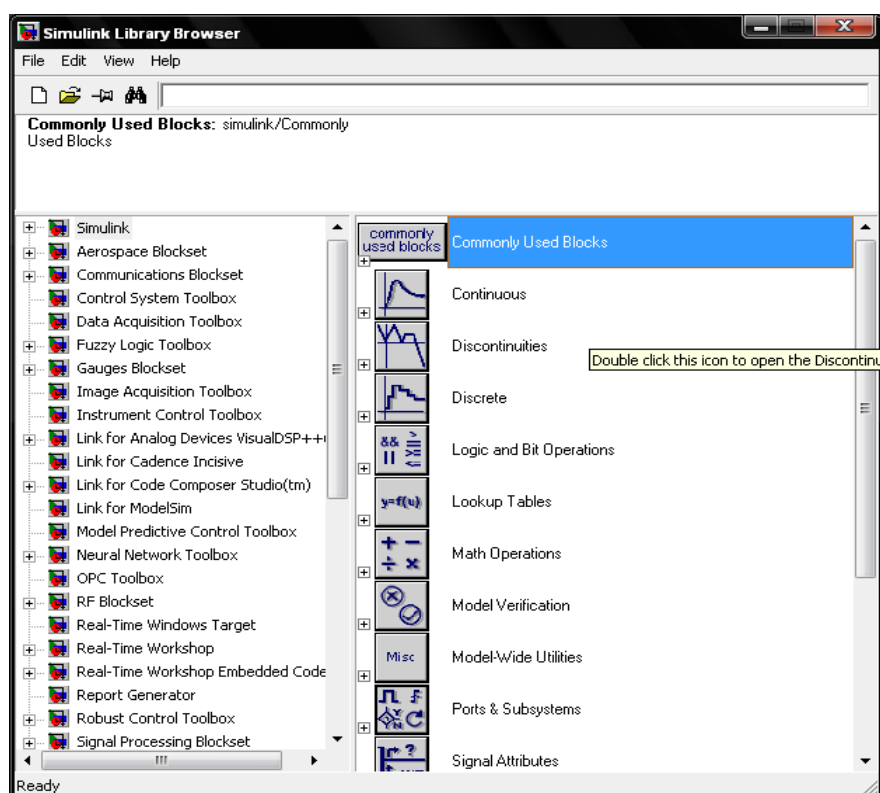 Simulink Library Browser
File Edit View Help
Commonly Used Blocks: simulink/Commonly
Used Blocks
Simulink
Aerospace Blockset
Communications Blockset
Control System Toolbox
Data Acquisition Toolbox
Fuzzy Logic Toolbox
Gauges Blockset
Image Acquisition Toolbox
Instrument Control Toolbox
Link for Analog Devices VisualDSP++
Link for Cadence Incisive
Link for Code Composer Studio(tm)
Link for ModelSim
Model Predictive Control Toolbox
Neural Network Toolbox
OPC Toolbox
RF Blockset
Real-Time Windows Target
Real-Time Workshop
Real-Time Workshop Embedded Code
Report Generator
Robust Control Toolbox
Signal Processing Blockset
commonly
used blocks
Commonly Used Blocks
Continuous
Discontinuities
Double click this icon to open the Discontinu
Discrete
&& > 
|| >= <=
Logic and Bit Operations
y=f(u)
Lookup Tables
+ −
÷ ×
Math Operations
Model Verification
Misc
Model-Wide Utilities
Y
N
Ports & Subsystems
?
Signal Attributes
Ready